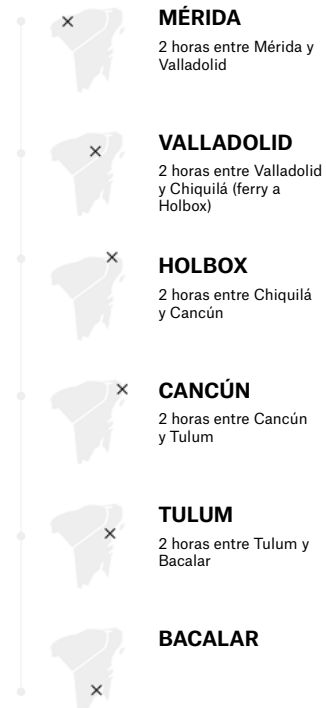 MÉRIDA
2 horas entre Mérida y
Valladolid
VALLADOLID
2 horas entre Valladolid
y Chiquilá (ferry a
Holbox)
HOLBOX
2 horas entre Chiquilá
y Cancún
CANCÚN
2 horas entre Cancún
y Tulum
TULUM
2 horas entre Tulum y
Bacalar
BACALAR